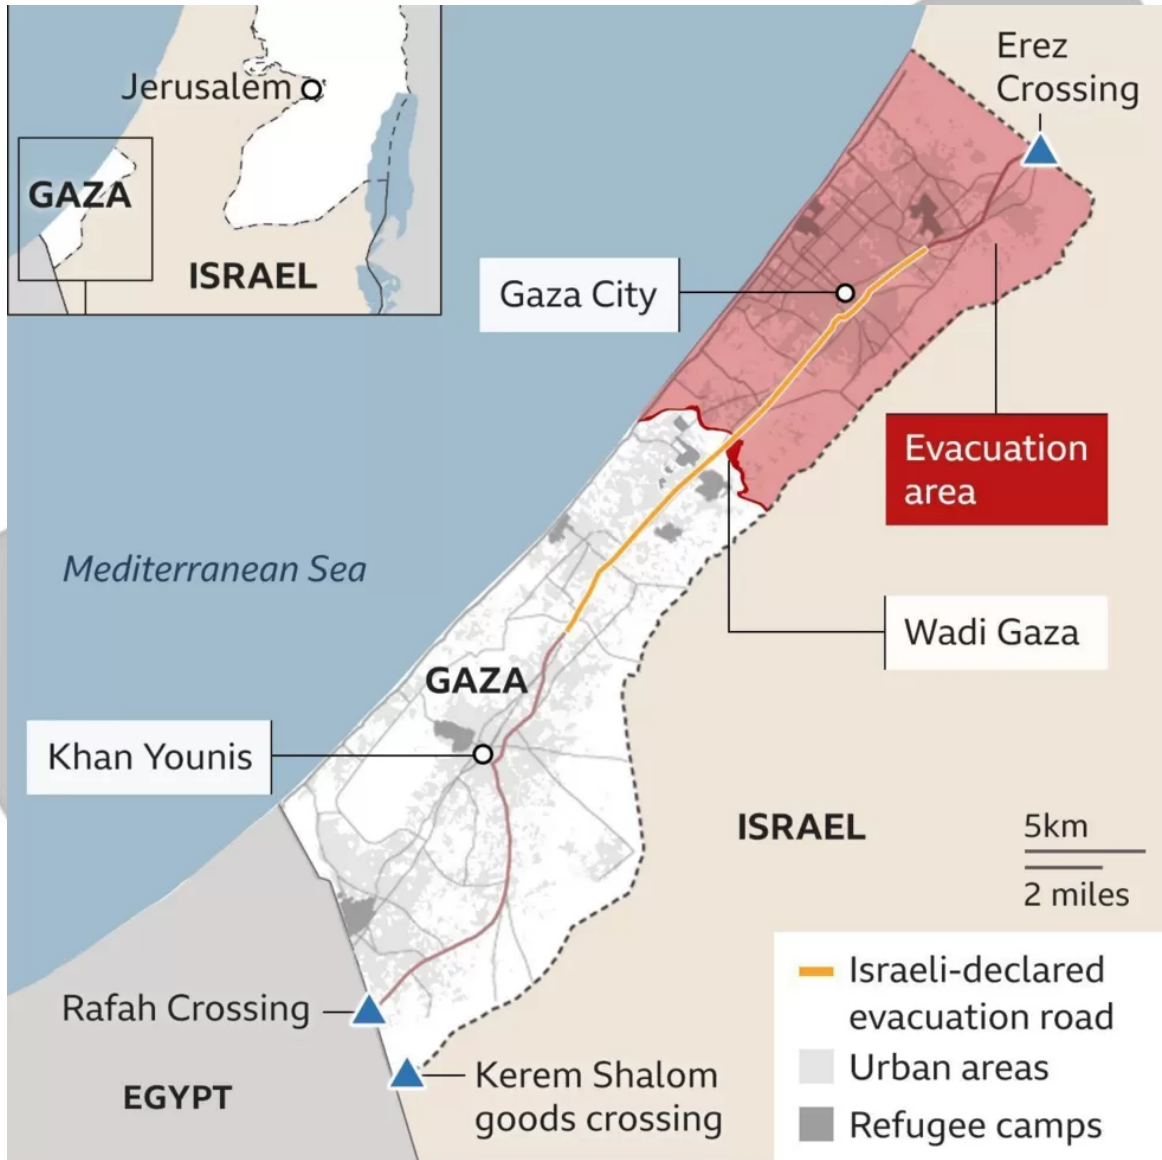 Jerusalem
GAZA
ISRAEL
Erez
Crossing
Gaza City
Evacuation
area
Mediterranean Sea
Wadi Gaza
GAZA
Khan Younis
ISRAEL
5km
2 miles
Rafah Crossing
EGYPT
Kerem Shalom
goods crossing
Israeli-declared
evacuation road
Urban areas
Refugee camps